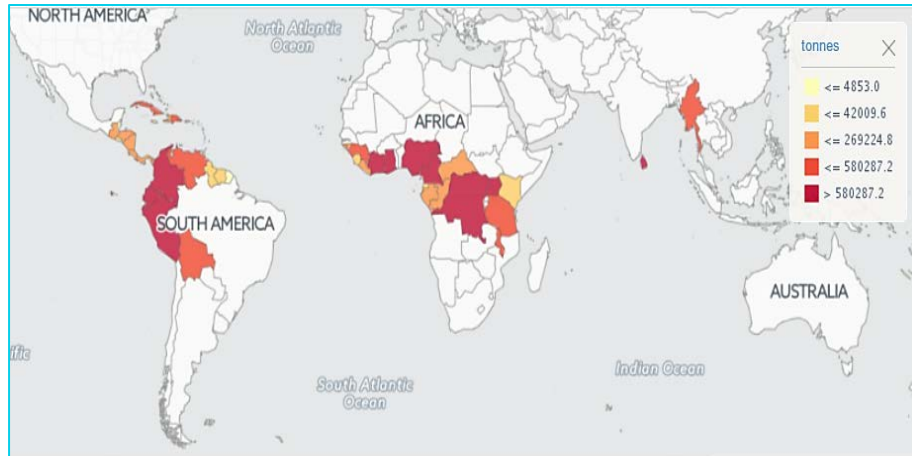 NORTH AMERICA
North Atlantic
Ocean
AFRICA
SOUTH AMERICA
AUSTRALIA
ific
South Atlantic
Ocean
Indian Ocean
tonnes
<= 4853.0
<= 42009.6
<= 269224.8
<= 580287.2
> 580287.2